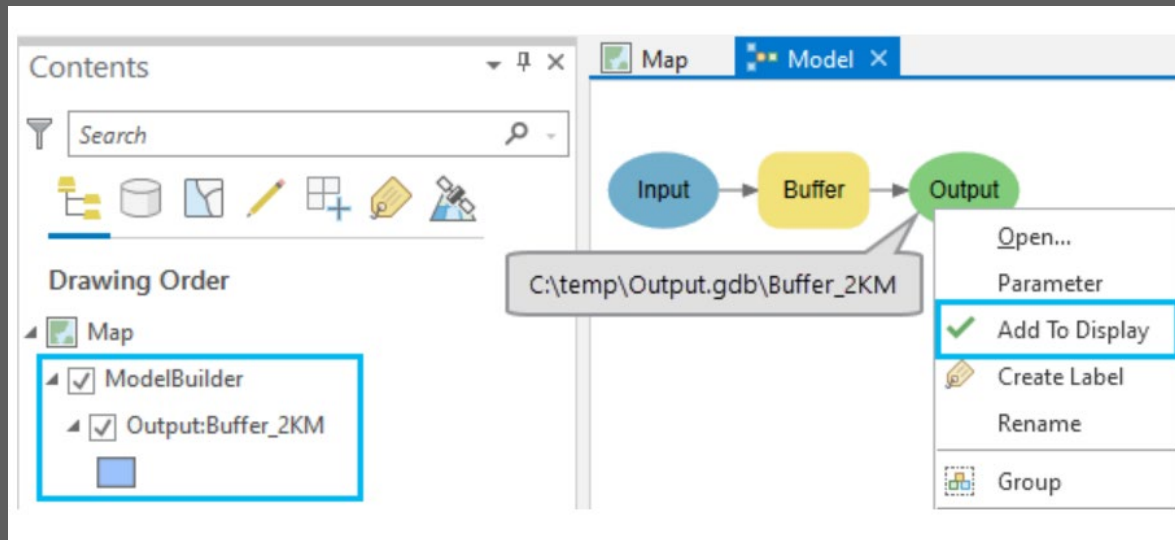 Contents
Search
Drawing Order
Map
ModelBuilder
Output:Buffer_2KM
Map
Model
Input
Buffer
Output
C:\temp\Output.gdb\Buffer_2KM
Open...
Parameter
Add To Display
Create Label
Rename
Group